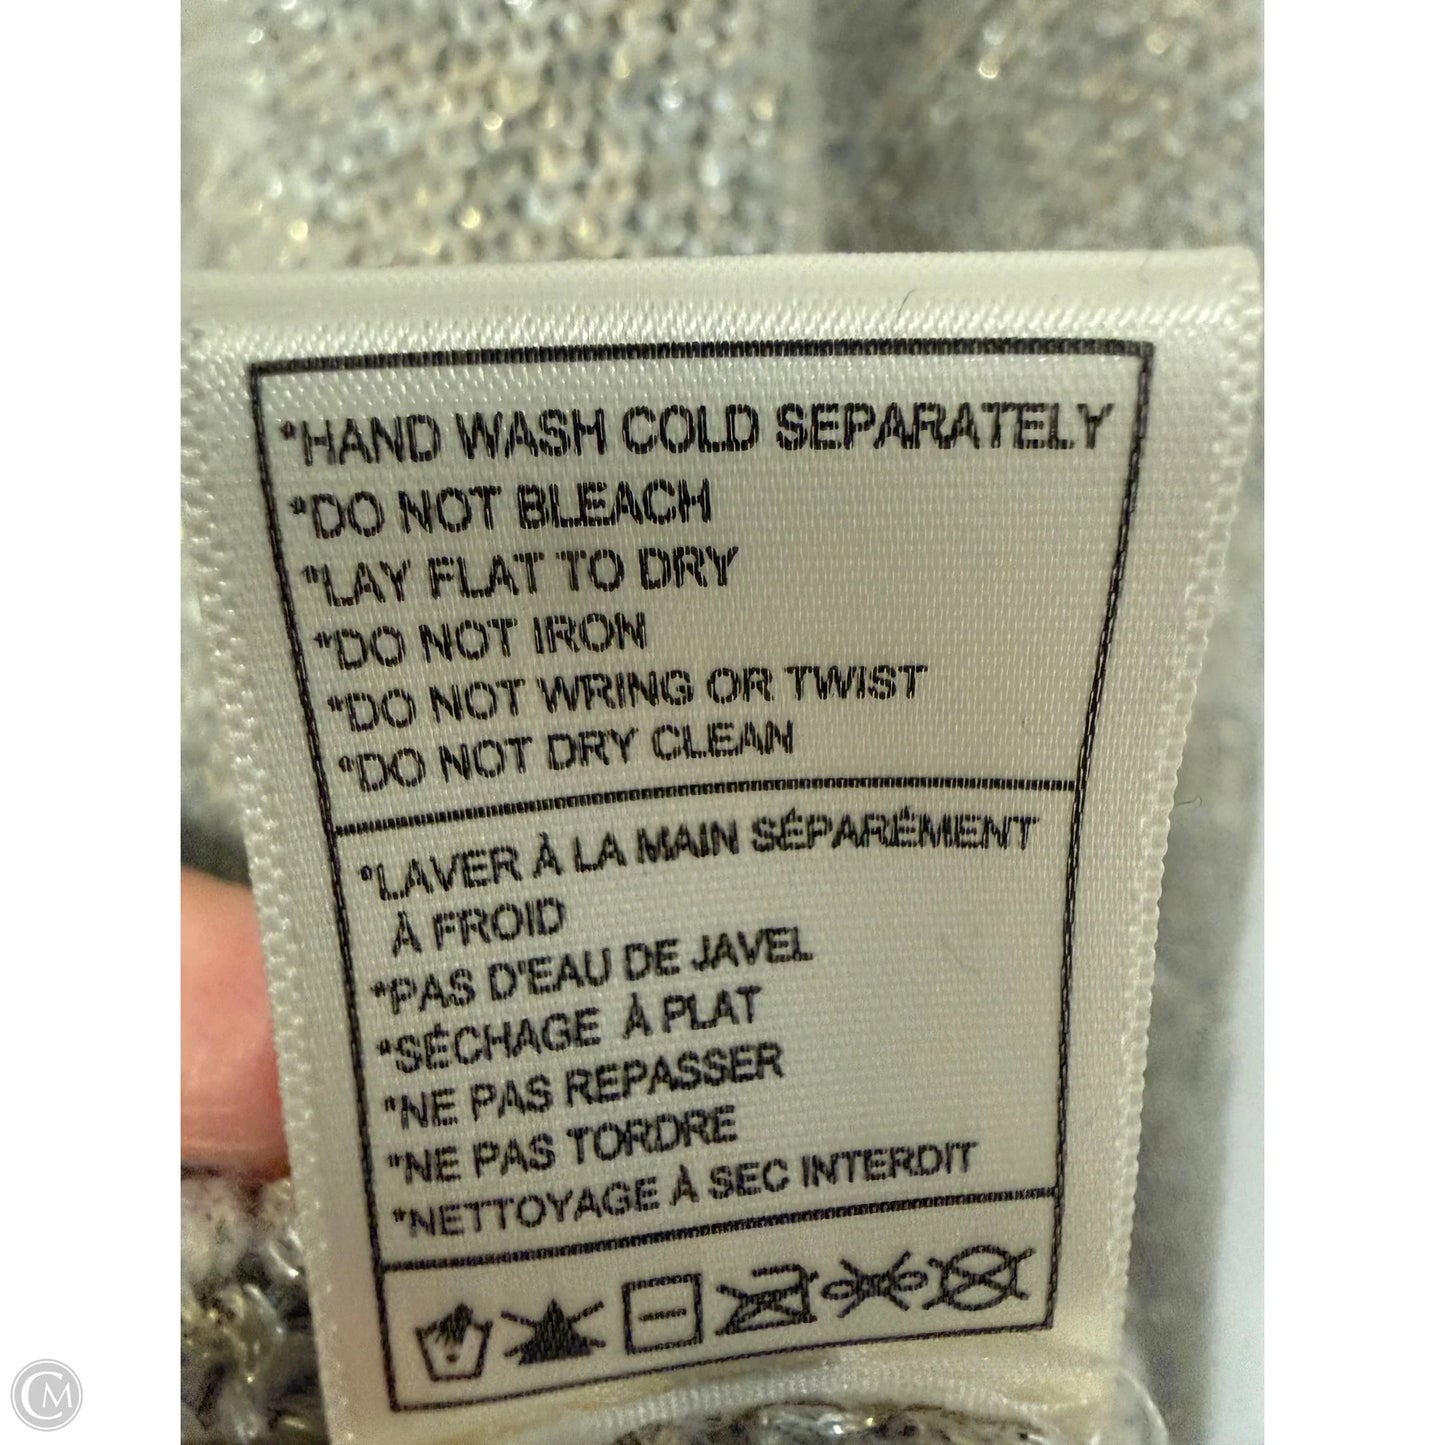 *HAND WASH COLD SEPARATELY
*DO NOT BLEACH
*LAY FLAT TO DRY
*DO NOT IRON
*DO NOT WRING OR TWIST
*DO NOT DRY CLEAN
*LAVER À LA MAIN SÉPARÉMENT
À FROID
*PAS D'EAU DE JAVEL
*SÉCHAGE À PLAT
*NE PAS REPASSER
*NE PAS TORDRE
*NETTOYAGE À SEC INTERDIT
CM